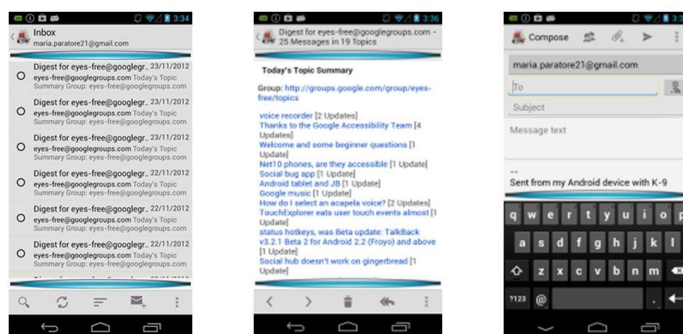 3:34
Inbox
maria.paratore21@gmail.com
Digest for eyes-free@googlegr.. 23/11/2012
eyes-free@googlegroups.com Today's Topic
Summary Group: eyes-free@googlegroups.com
Digest for eyes-free@googlegr.. 23/11/2012
eyes-free@googlegroups.com Today's Topic
Summary Group: eyes-free@googlegroups.com
Digest for eyes-free@googlegr.. 23/11/2012
eyes-free@googlegroups.com Today's Topic
Summary Group: eyes-free@googlegroups.com
Digest for eyes-free@googlegr.. 22/11/2012
eyes-free@googlegroups.com Today's Topic
Summary Group: eyes-free@googlegroups.com
Digest for eyes-free@googlegr.. 22/11/2012
eyes-free@googlegroups.com Today's Topic
Summary Group: eyes-free@googlegroups.com
Digest for eyes-free@googlegr.. 22/11/2012
eyes-free@googlegroups.com Today's Topic
Summary Group: eyes-free@googlegroups.com
3:36
Digest for eyes-free@googlegroups.com -
25 Messages in 19 Topics
Today's Topic Summary
Group: http://groups.google.com/group/eyes-
free/topics
voice recorder [2 Updates]
Thanks to the Google Accessibility Team [4
Updates]
Welcome and some beginner questions [1
Update]
Net10 phones, are they accessible [1 Update]
Social bug app [1 Update]
Android tablet and JB [1 Update]
Google music [1 Update]
How do I select an acapela voice? [2 Updates]
TouchExplorer eats user touch events almost [1
Update]
status hotkeys, was Beta update: TalkBack
v3.2.1 Beta 2 for Android 2.2 (Froyo) and above
[1 Update]
Social hub doesn't work on gingerbread [1
Update]
Compose
maria.paratore21@gmail.com
To
Subject
Message text
--
Sent from my Android device with K-9
q w e r t y u i o p
a s d f g h j k l
z x c v b n m
?123 @ .